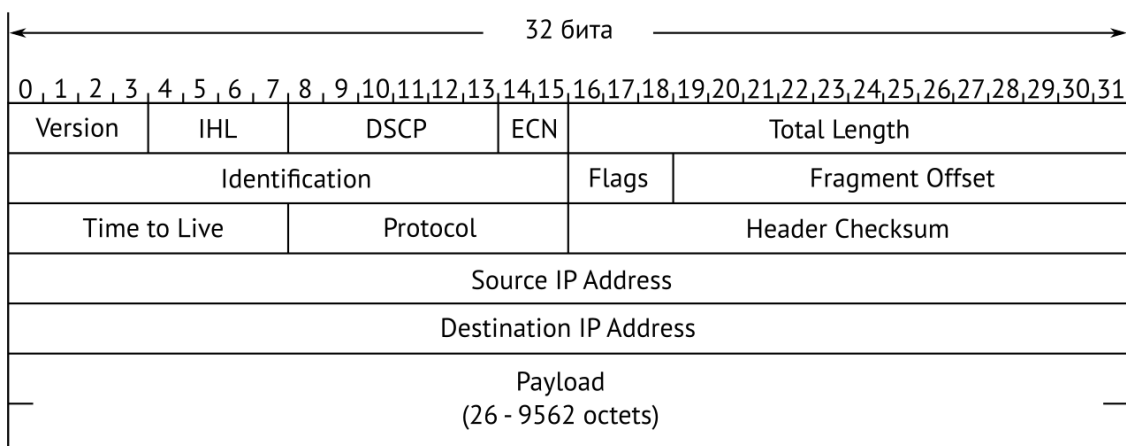 32 бита
0 1 2 3 4 5 6 7 8 9 10 11 12 13 14 15 16 17 18 19 20 21 22 23 24 25 26 27 28 29 30 31
Version IHL DSCP ECN Total Length
Identification Flags Fragment Offset
Time to Live Protocol Header Checksum
Source IP Address
Destination IP Address
Payload
(26 - 9562 octets)